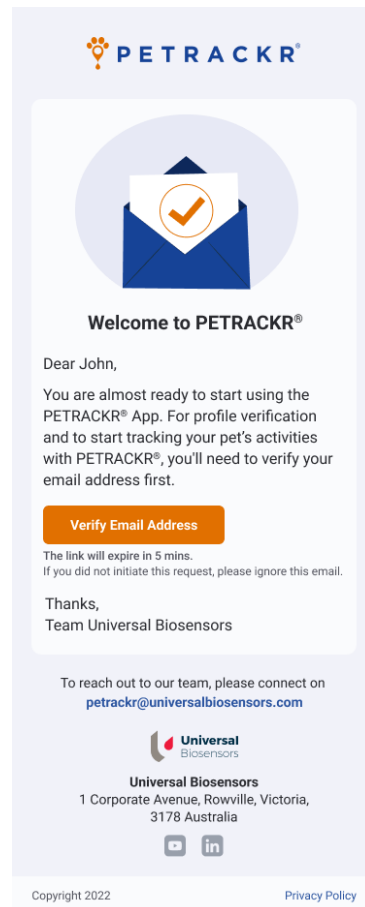 PETRACKR®
Welcome to PETRACKR®
Dear John,
You are almost ready to start using the
PETRACKR® App. For profile verification
and to start tracking your pet’s activities
with PETRACKR®, you'll need to verify your
email address first.
Verify Email Address
The link will expire in 5 mins.
If you did not initiate this request, please ignore this email.
Thanks,
Team Universal Biosensors
To reach out to our team, please connect on
petrackr@universalbiosensors.com
Universal
Biosensors
Universal Biosensors
1 Corporate Avenue, Rowville, Victoria,
3178 Australia
in
Copyright 2022
Privacy Policy